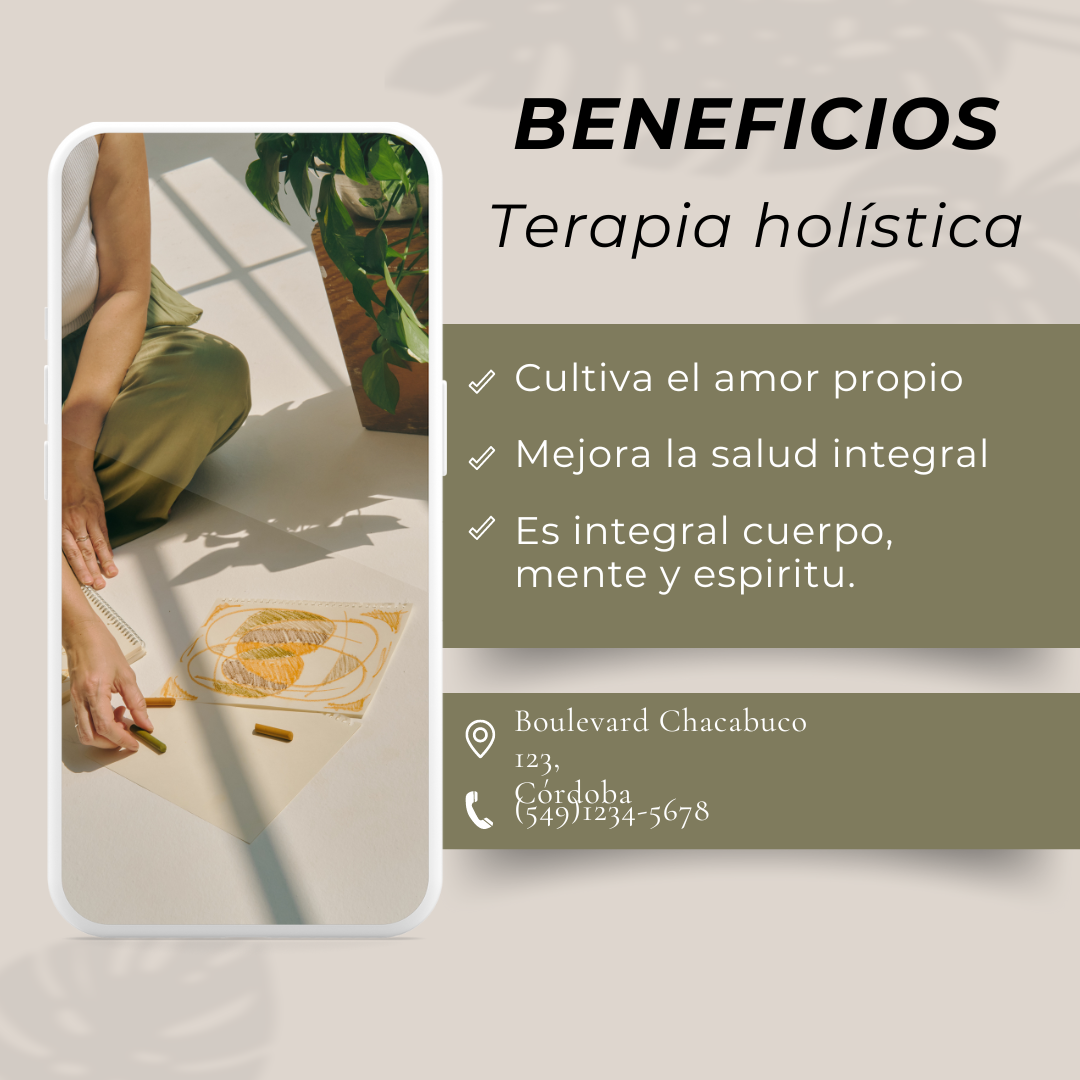 BENEFICIOS
Terapia holística
Cultiva el amor propio
Mejora la salud integral
Es integral cuerpo,
mente y espiritu.
Boulevard Chacabuco
123,
Córdoba
(549)1234-5678